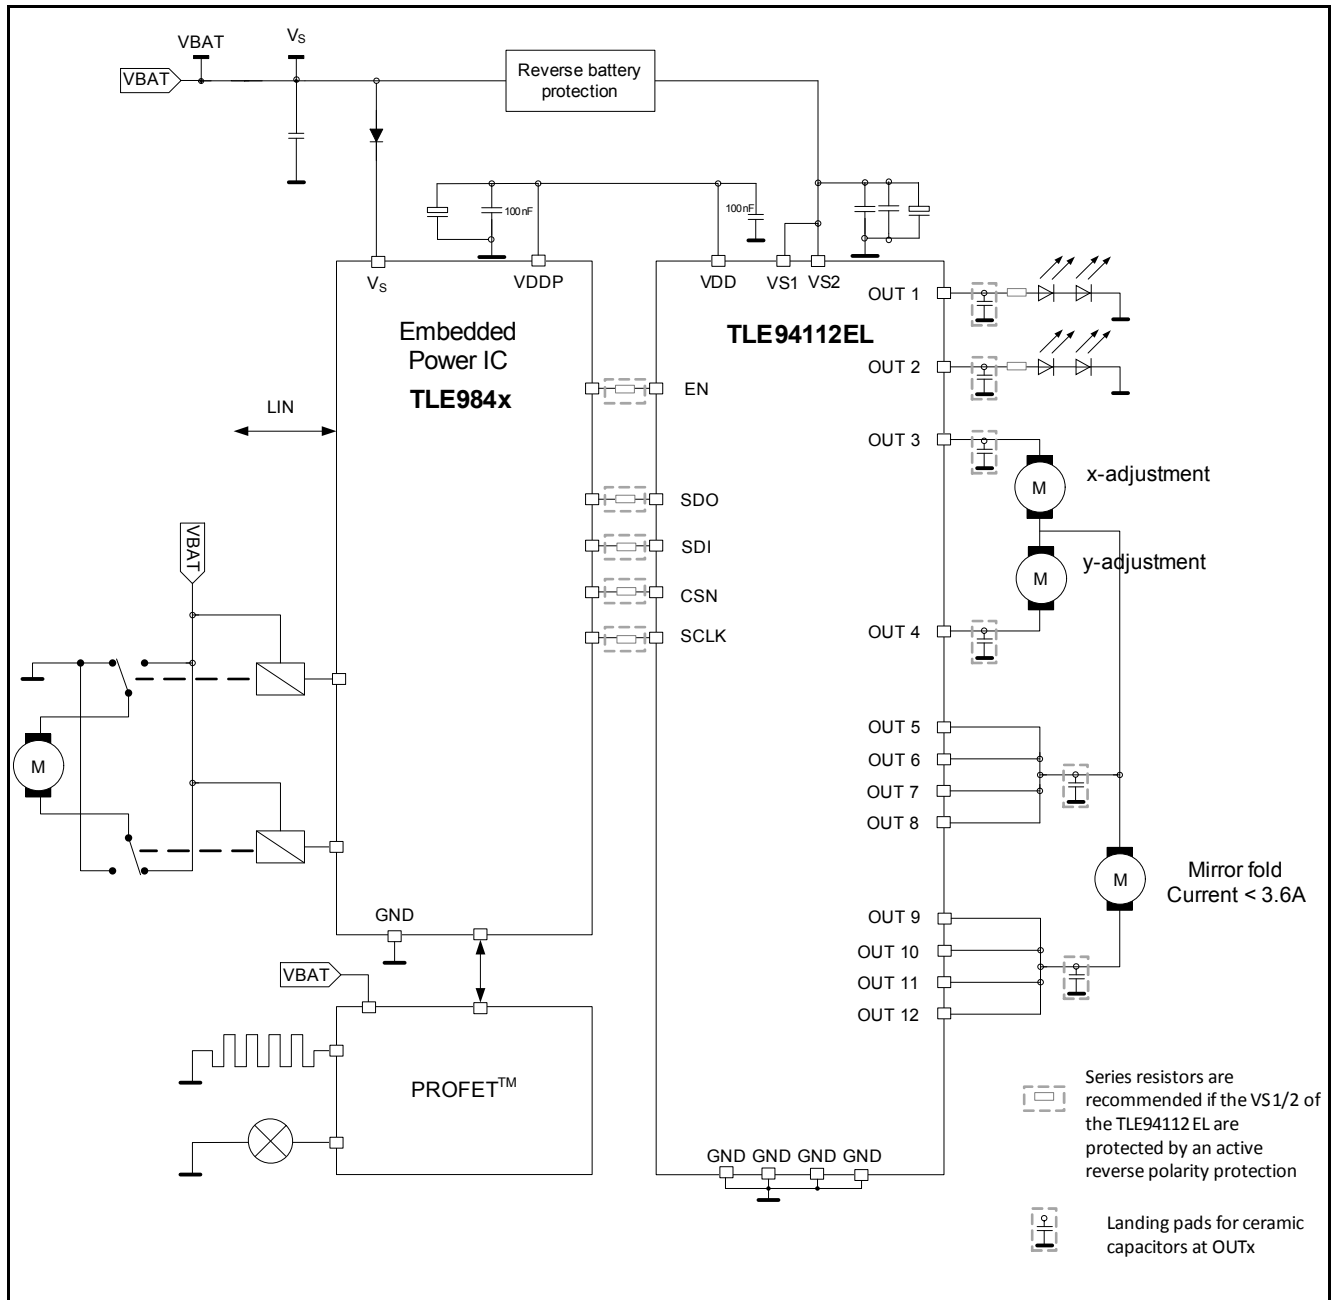 VBAT
VS
VBAT
Reverse battery
protection
100nF
100nF
VS
VDDP
VDD
VS1
VS2
OUT 1
Embedded
Power IC
TLE984x
TLE94112EL
OUT 2
EN
LIN
OUT 3
x-adjustment
M
SDO
VBAT
SDI
y-adjustment
M
CSN
SCLK
OUT 4
OUT 5
OUT 6
M
OUT 7
OUT 8
M
Mirror fold
Current < 3.6A
GND
OUT 9
OUT 10
VBAT
OUT 11
OUT 12
PROFET™
Series resistors are
recommended if the VS1/2 of
the TLE94112EL are
protected by an active
reverse polarity protection
GND GND GND GND
Landing pads for ceramic
capacitors at OUTx